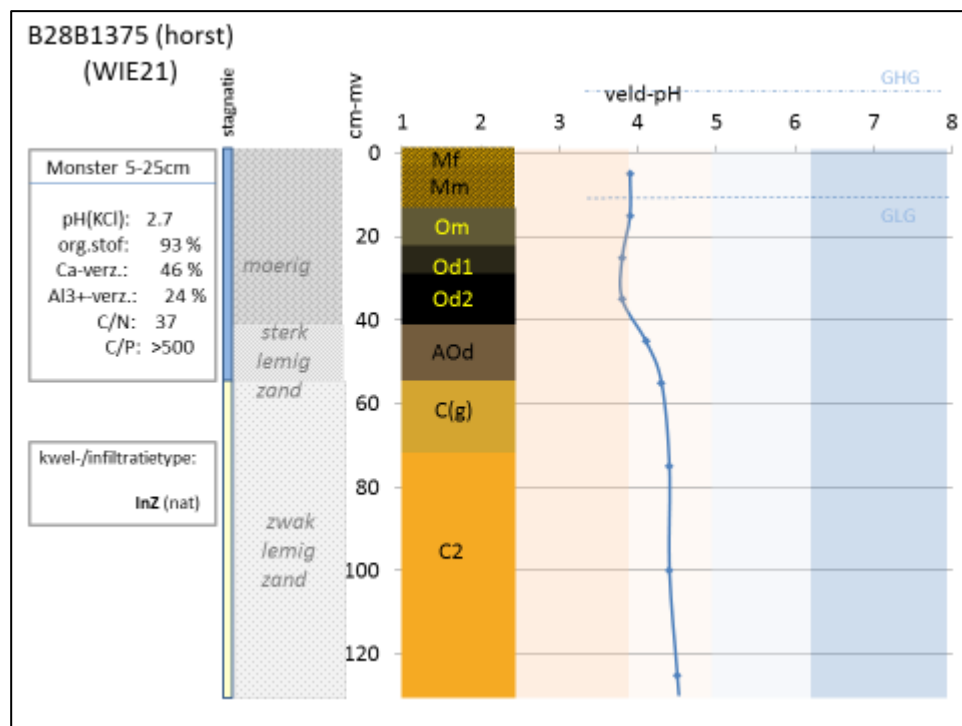 B28B1375 (horst)
(WIE21)
stagnatie
cm-mv
veld-pH
GHG
1 2 3 4 5 6 7 8
Monster 5-25cm
pH(KCl): 2.7
org.stof: 93 %
Ca-verz.: 46 %
Al3+-verz.: 24 %
C/N: 37
C/P: >500
kwel-/infiltratietype:
InZ (nat)
moerig
sterk
lemig
zand
zwak
lemig
zand
0
20
40
60
80
100
120
Mf
Mm
Om
Od1
Od2
AOd
C(g)
C2
GLG